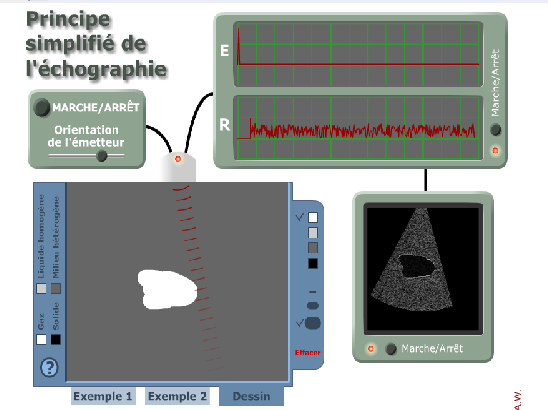 Principe
simplifié de
l'échographie
MARCHE/ARRÊT
Orientation
de l'émetteur
E
R
Marche/Arrêt
Liquide homogène
Milieu hétérogène
Gaz
Solide
?
Effacer
Exemple 1
Exemple 2
Dessin
Marche/Arrêt
A.W.